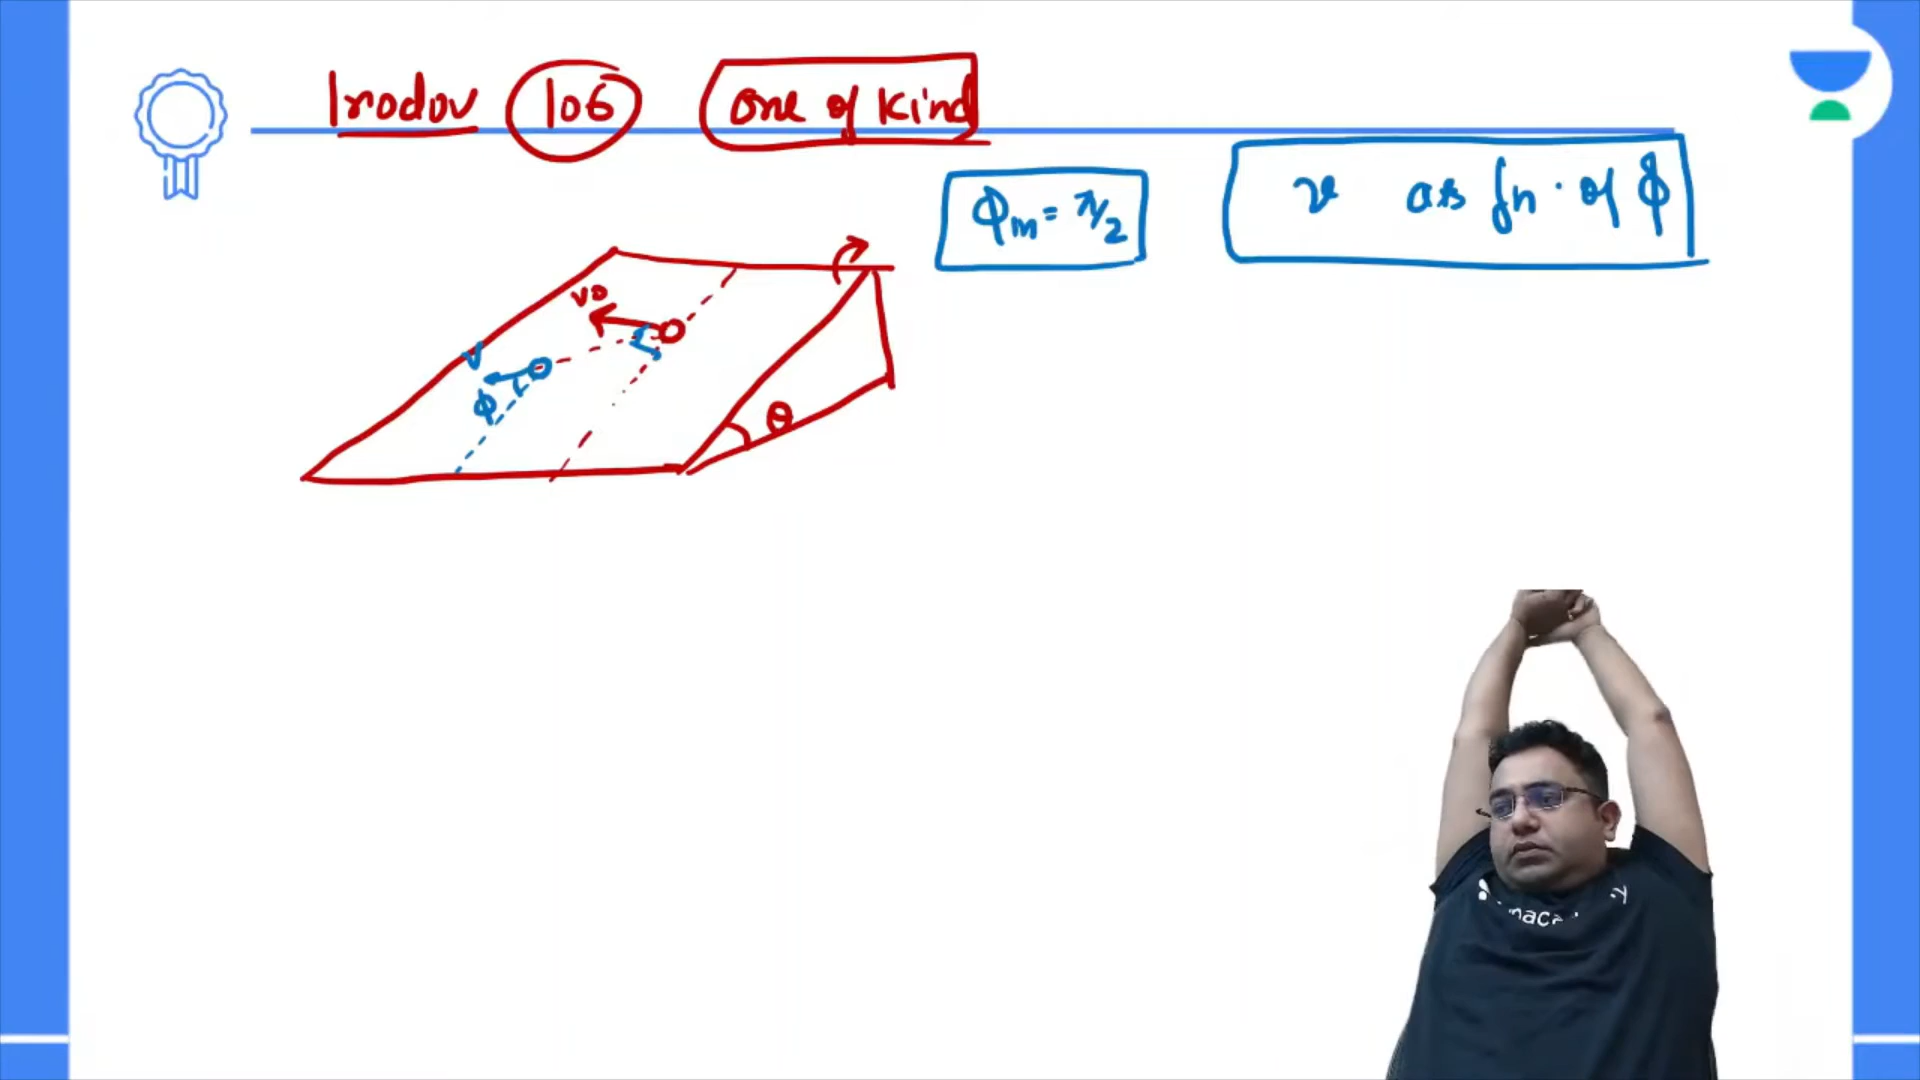 Irodov 106 One of Kind
Φm = π/2
v as fn. of ϕ
v0
v
ϕ
θ